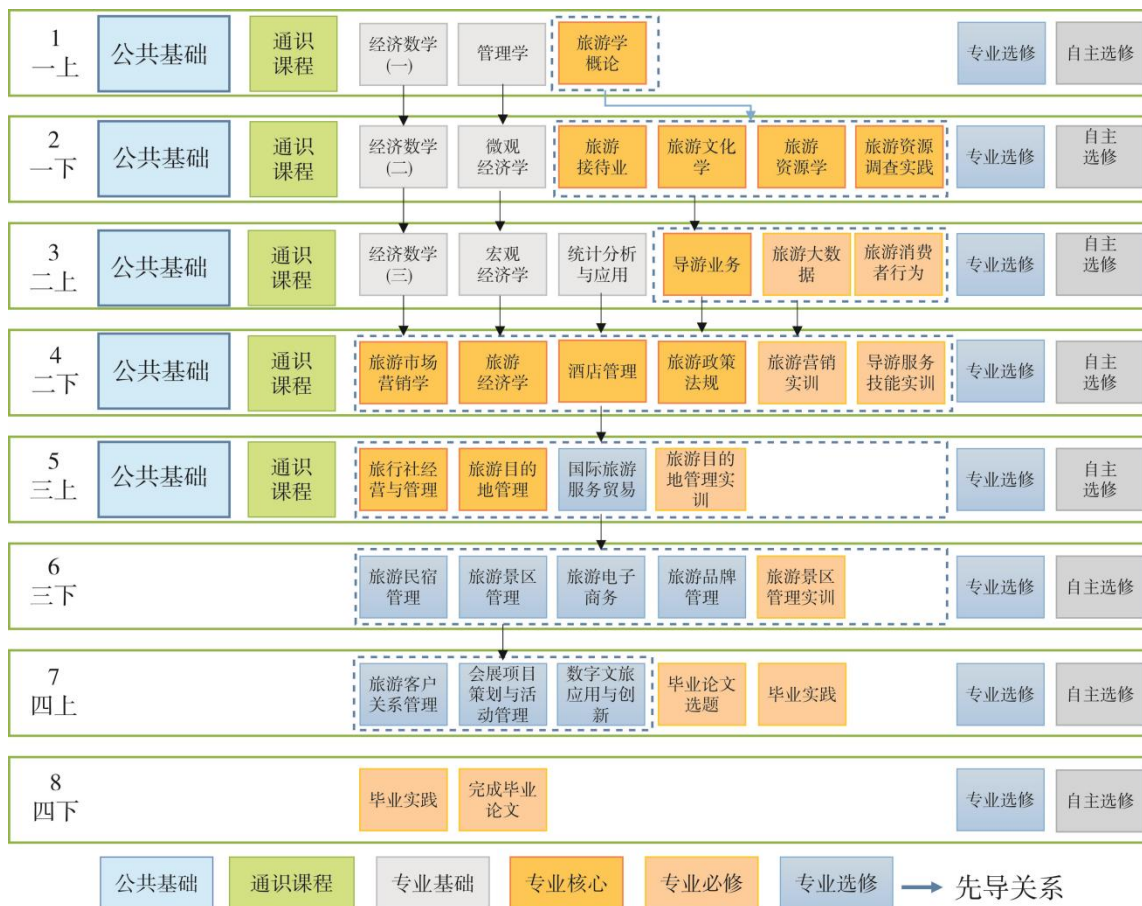 1
一上
公共基础
通识
课程
经济数学
(一)
管理学
旅游学
概论
专业选修
自主选修
2
一下
公共基础
通识
课程
经济数学
(二)
微观
经济学
旅游
接待业
旅游文化
学
旅游
资源学
旅游资源
调查实践
专业选修
自主
选修
3
二上
公共基础
通识
课程
经济数学
(三)
宏观
经济学
统计分析
与应用
导游业务
旅游大数
据
旅游消费
者行为
专业选修
自主
选修
4
二下
公共基础
通识
课程
旅游市场
营销学
旅游
经济学
酒店管理
旅游政策
法规
旅游营销
实训
导游服务
技能实训
专业选修
自主
选修
5
三上
公共基础
通识
课程
旅行社经
营与管理
旅游目的
地管理
国际旅游
服务贸易
旅游目的
地管理实
训
专业选修
自主
选修
6
三下
旅游民宿
管理
旅游景区
管理
旅游电子
商务
旅游品牌
管理
旅游景区
管理实训
专业选修
自主选修
7
四上
旅游客户
关系管理
会展项目
策划与活
动管理
数字文旅
应用与创
新
毕业论文
选题
毕业实践
专业选修
自主选修
8
四下
毕业实践
完成毕业
论文
专业选修
自主选修
公共基础
通识课程
专业基础
专业核心
专业必修
专业选修
先导关系